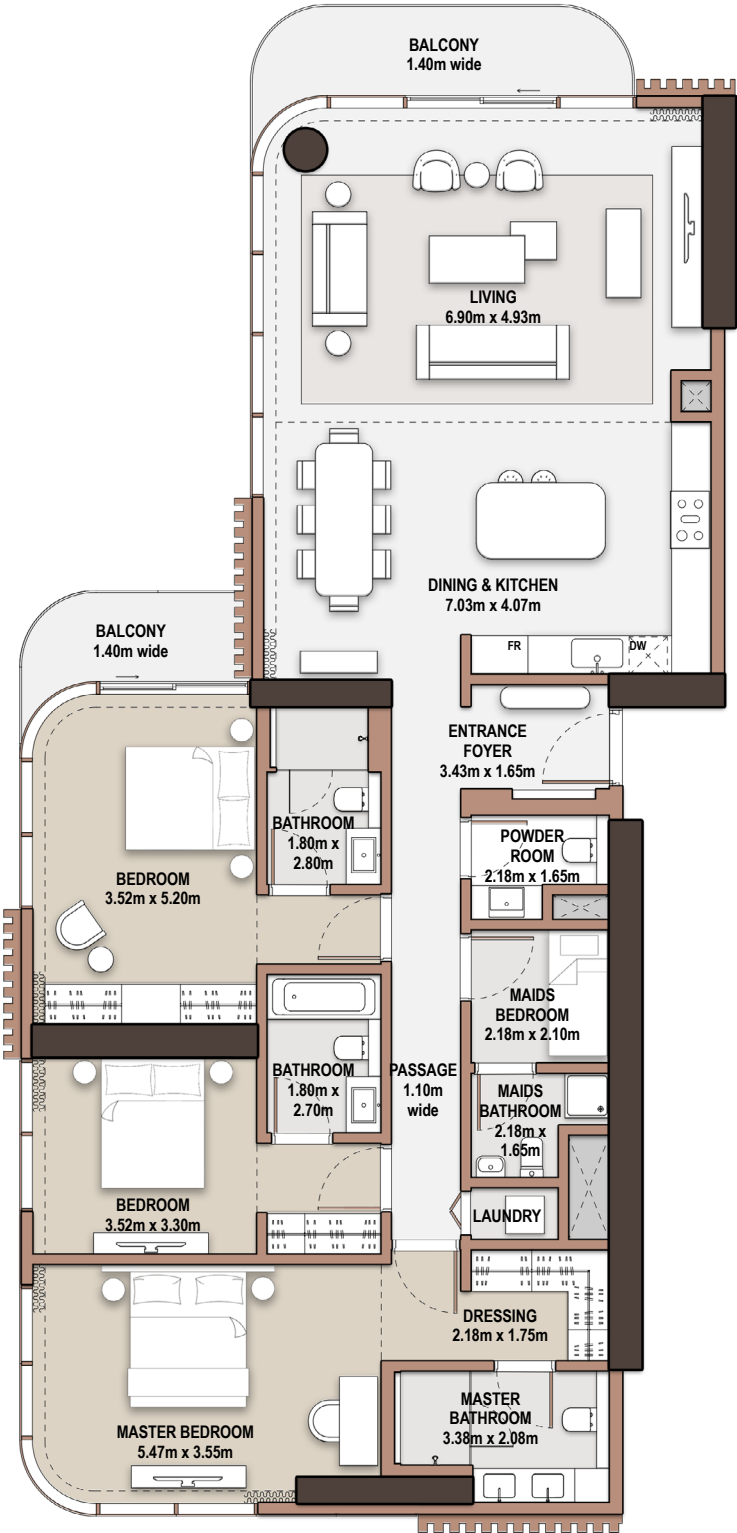 BALCONY
1.40m wide
LIVING
6.90m x 4.93m
DINING & KITCHEN
7.03m x 4.07m
FR
DW
BALCONY
1.40m wide
ENTRANCE
FOYER
3.43m x 1.65m
BATHROOM
1.80m x
2.80m
POWDER
ROOM
2.18m x 1.65m
BEDROOM
3.52m x 5.20m
MAIDS
BEDROOM
2.18m x 2.10m
BATHROOM
1.80m x
2.70m
PASSAGE
1.10m
wide
MAIDS
BATHROOM
2.18m x
1.65m
BEDROOM
3.52m x 3.30m
LAUNDRY
DRESSING
2.18m x 1.75m
MASTER BEDROOM
5.47m x 3.55m
MASTER
BATHROOM
3.38m x 2.08m